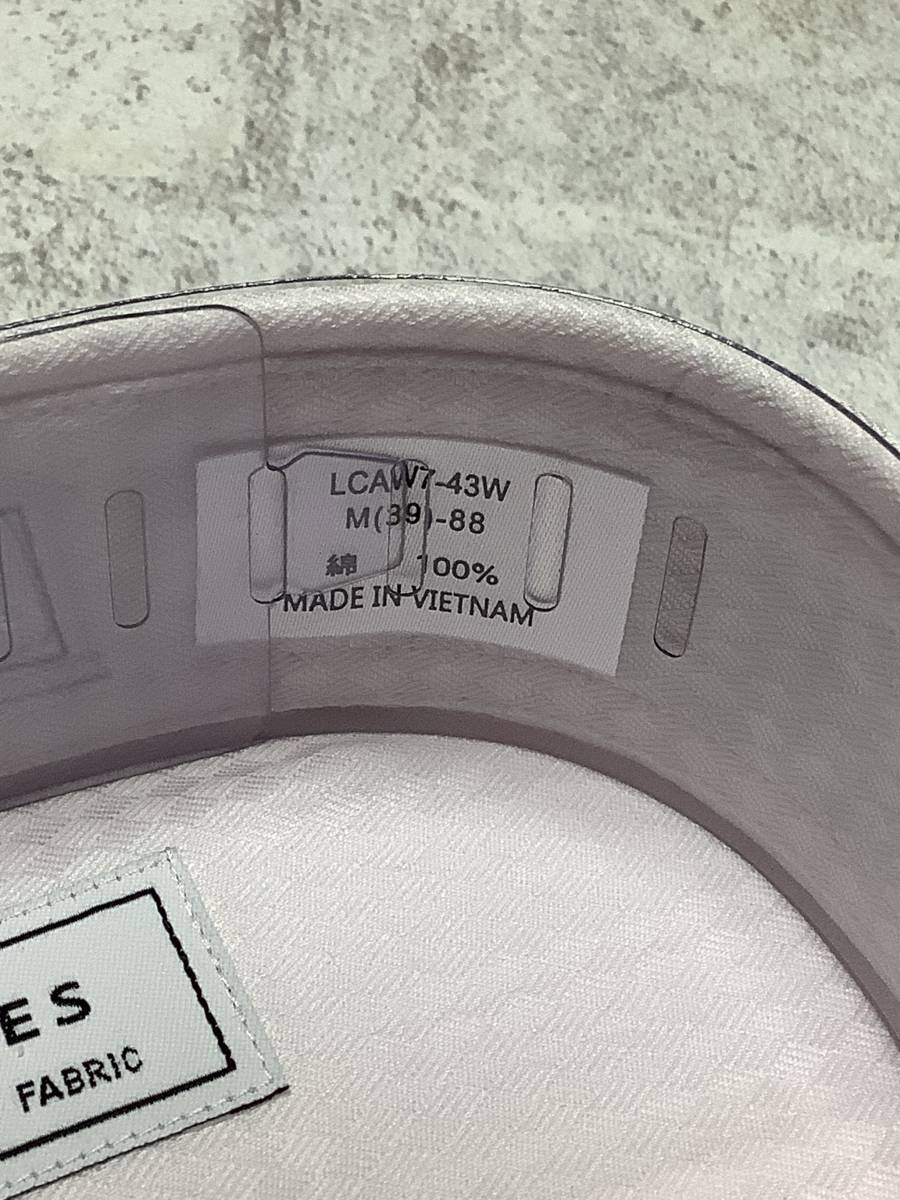 LCAW7-43W
M(39)-88
綿 100%
MADE IN VIETNAM
ES
FABRIC